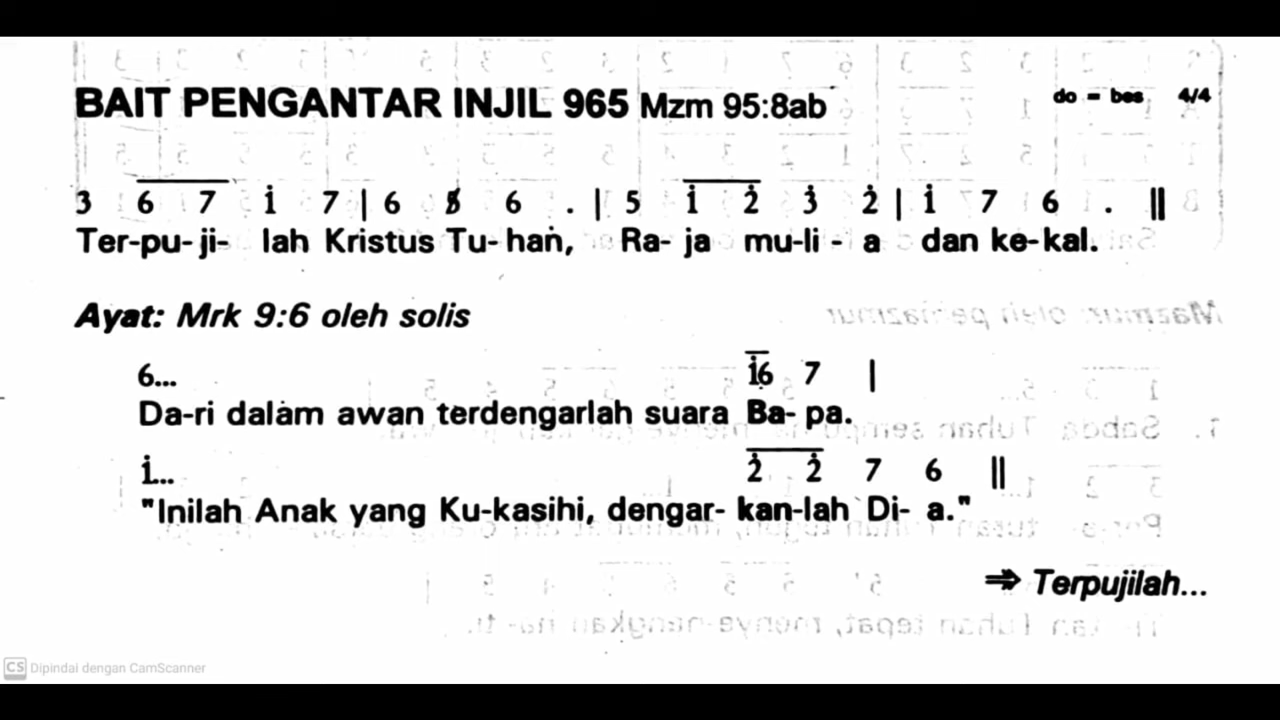 BAIT PENGANTAR INJIL 965 Mzm 95:8ab do = bes 4/4
3 6 7 i 7 | 6 5 6 . | 5 i 2̇ 3̇ 2̇ | i 7 6 . ||
Ter-pu-ji- lah Kristus Tu-han, Ra- ja mu-li - a dan ke-kal.
Ayat: Mrk 9:6 oleh solis
6... i6 7 |
Da-ri dalam awan terdengarlah suara Ba- pa.
i... 2̇ 2̇ 7 6 ||
"Inilah Anak yang Ku-kasihi, dengar- kan-lah Di- a."
⇒ Terpujilah...
CS Dipindai dengan CamScanner